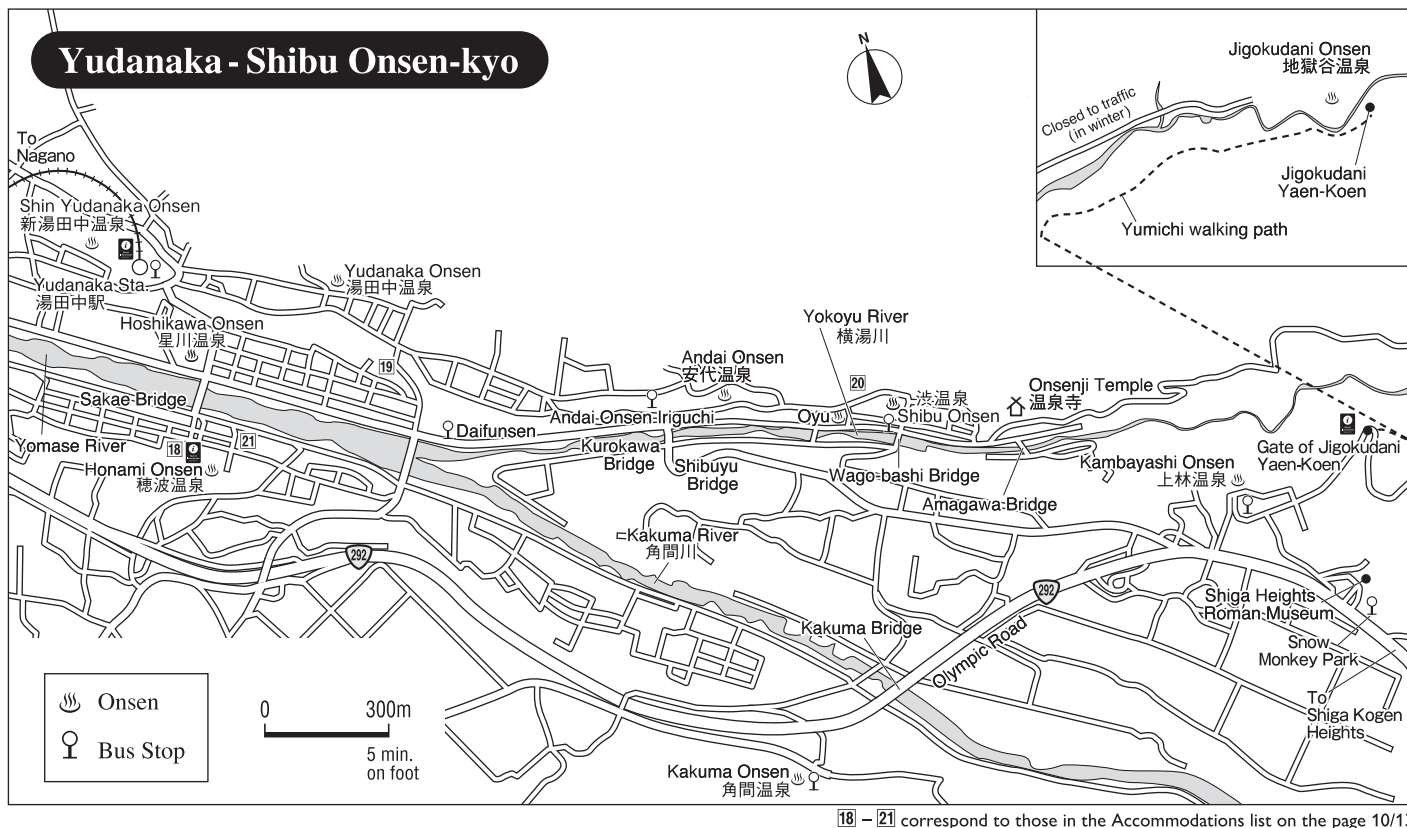 Yudanaka - Shibu Onsen-kyo
N
Jigokudani Onsen
地獄谷温泉
Closed to traffic
(in winter)
Jigokudani
Yaen-Koen
Yumichi walking path
To
Nagano
Shin Yudanaka Onsen
新湯田中温泉
Yudanaka Sta.
湯田中駅
Yudanaka Onsen
湯田中温泉
Hoshikawa Onsen
星川温泉
19
Sakae Bridge
Yomase River
18
21
Honami Onsen
穂波温泉
Daifunsen
Andai Onsen
安代温泉
Andai Onsen-Iriguchi
Kurokawa
Bridge
Shibuyu
Bridge
Yokoyu River
横湯川
20
Oyu
渋温泉
Shibu Onsen
Wago-bashi Bridge
Onsenji Temple
温泉寺
Amagawa Bridge
Kambayashi Onsen
上林温泉
Gate of Jigokudani
Yaen-Koen
Kakuma River
角間川
292
292
Kakuma Bridge
Olympic Road
Shiga Heights
Roman Museum
Snow
Monkey Park
To
Shiga Kogen
Heights
Kakuma Onsen
角間温泉
Onsen
Bus Stop
0 300m
5 min.
on foot
18 – 21 correspond to those in the Accommodations list on the page 10/13